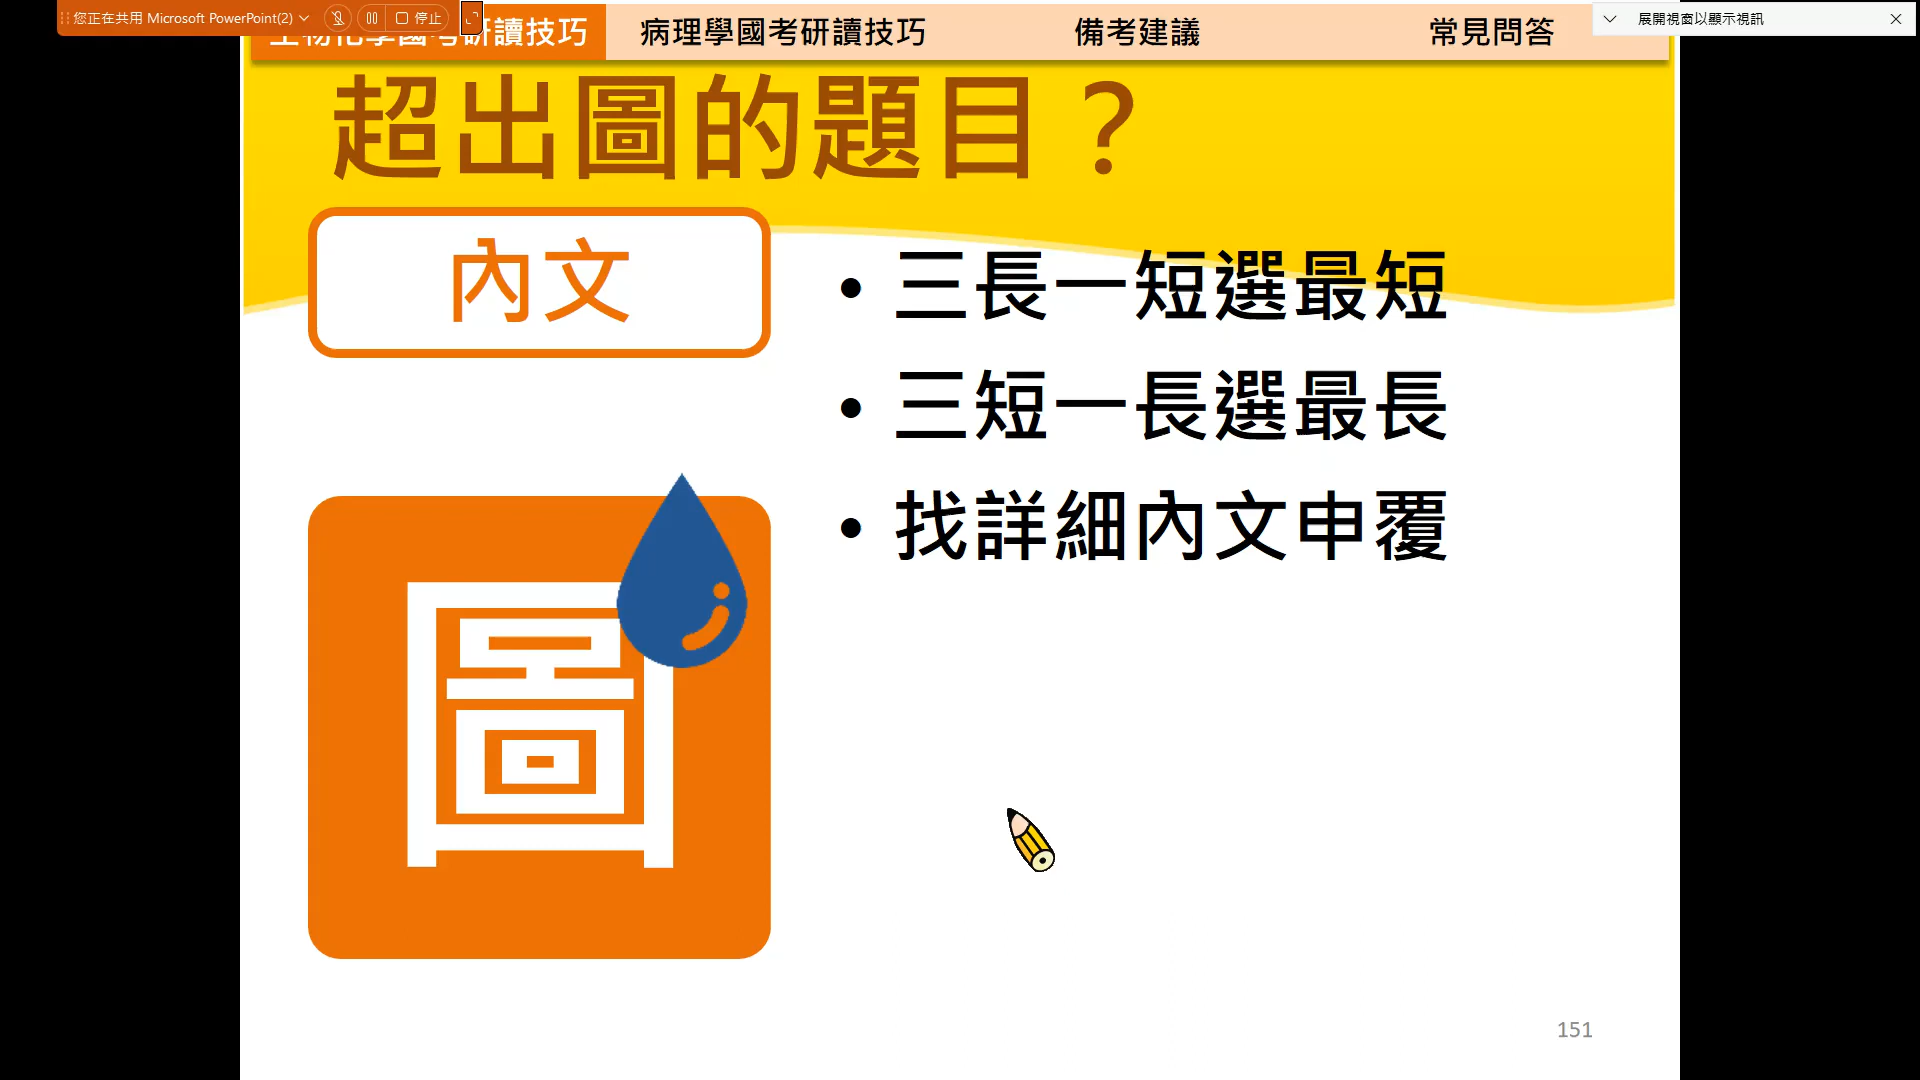 您正在共用 Microsoft PowerPoint(2)
停止
展開視窗以顯示視訊
生物化學國考研讀技巧
病理學國考研讀技巧
備考建議
常見問答
超出圖的題目？
內文
• 三長一短選最短
• 三短一長選最長
• 找詳細內文申覆
圖
151